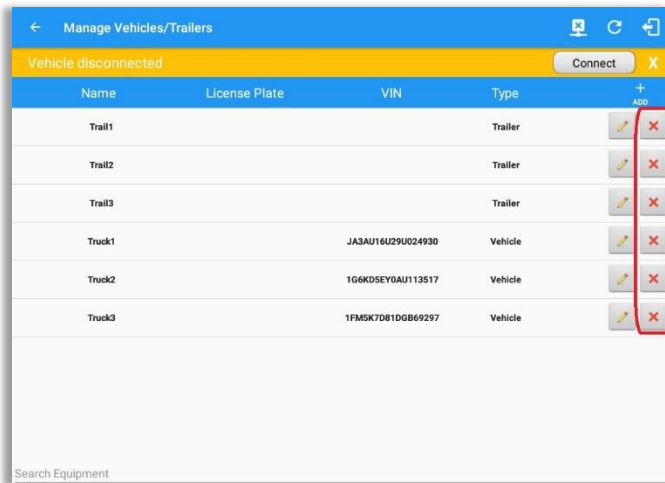 Manage Vehicles/Trailers
Vehicle disconnected Connect X
Name License Plate VIN Type + ADD
Trail1 Trailer
Trail2 Trailer
Trail3 Trailer
Truck1 JA3AU16U29U024930 Vehicle
Truck2 1G6KD5EY0AU113517 Vehicle
Truck3 1FM5K7D81DGB69297 Vehicle
Search Equipment